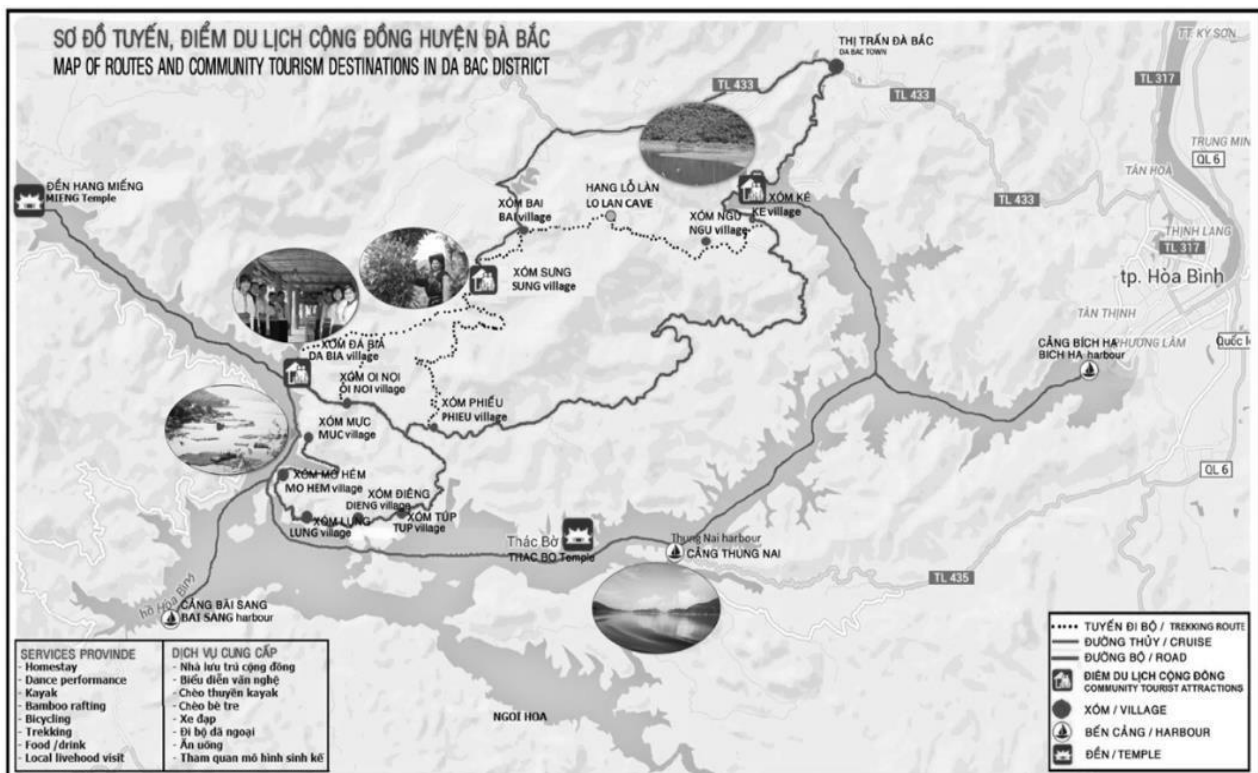 SƠ ĐỒ TUYẾN, ĐIỂM DU LỊCH CỘNG ĐỒNG HUYỆN ĐÀ BẮC
MAP OF ROUTES AND COMMUNITY TOURISM DESTINATIONS IN DA BAC DISTRICT
THỊ TRẤN ĐÀ BẮC
DA BAC TOWN
TT. KỲ SƠN
TL 317
TL 433
TL 433
TRUNG MIN
QL 6
TÂN HOÀ
TL 433
THỊNH LANG
TL 317
tp. Hòa Bình
TÂN THỊNH
PHƯƠNG LÂM
Quốc l
CẢNG BÍCH HẠ
BICH HA harbour
QL 6
ĐỀN HANG MIẾNG
MIENG Temple
XÓM BAI
BAI village
HANG LỖ LÀN
LO LAN CAVE
XÓM NGU
NGU village
XÓM KÉ
KE village
XÓM SƯNG
SUNG village
XÓM ĐÁ BIA
DA BIA village
XÓM OI NỌI
ÔI NOI village
XÓM PHIẾU
PHIEU village
XÓM MỰC
MUC village
XÓM MÓ HÉM
MO HEM village
XÓM LUNG
LUNG village
XÓM ĐIÊNG
DIENG village
XÓM TÚP
TUP village
Thác Bờ
THAC BO Temple
Thung Nai harbour
CẢNG THUNG NAI
TL 435
hồ Hòa Bình
CẢNG BÀI SANG
BAI SANG harbour
NGOI HOA
SERVICES PROVINDE
- Homestay
- Dance performance
- Kayak
- Bamboo rafting
- Bicycling
- Trekking
- Food /drink
- Local livehood visit
DỊCH VỤ CUNG CẤP
- Nhà lưu trú cộng đồng
- Biểu diễn văn nghệ
- Chèo thuyền kayak
- Chèo bè tre
- Xe đạp
- Đi bộ dã ngoại
- Ăn uống
- Tham quan mô hình sinh kế
TUYẾN ĐI BỘ / TREKKING ROUTE
ĐƯỜNG THỦY / CRUISE
ĐƯỜNG BỘ / ROAD
ĐIỂM DU LỊCH CỘNG ĐỒNG
COMMUNITY TOURIST ATTRACTIONS
XÓM / VILLAGE
BẾN CẢNG / HARBOUR
ĐỀN / TEMPLE